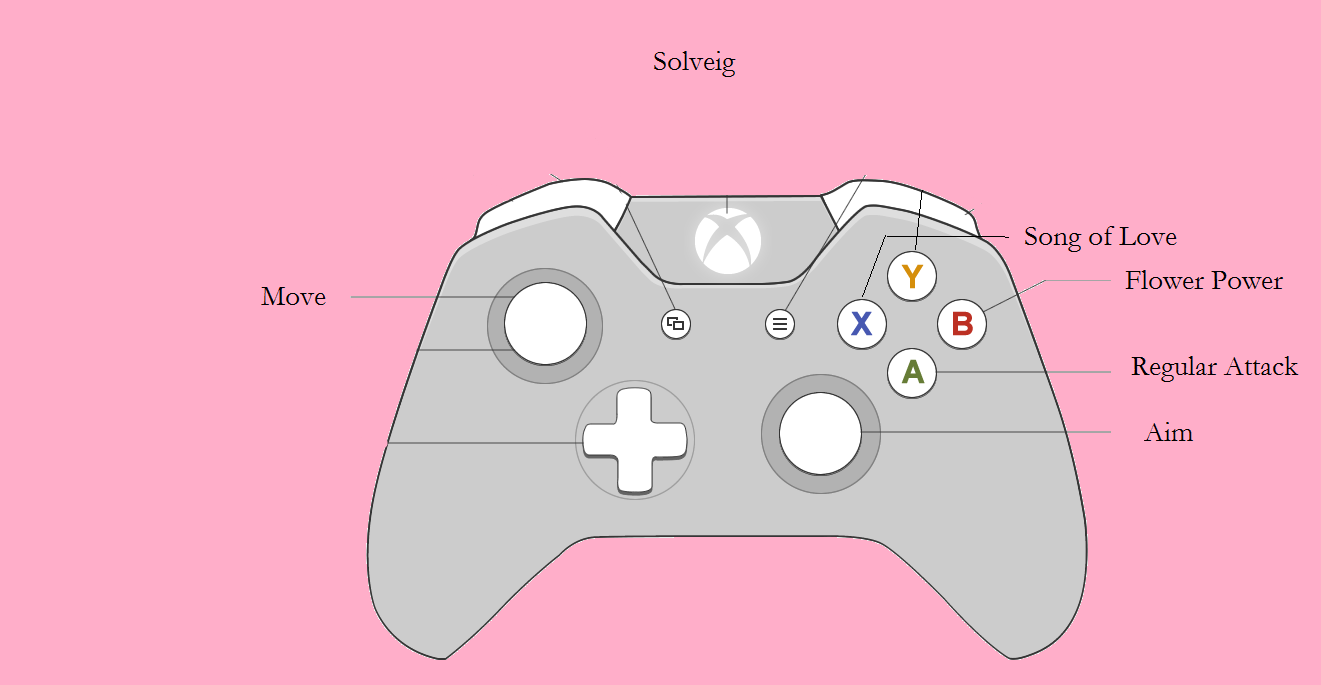 Solveig
Song of Love
Y
Flower Power
Move
X
B
Regular Attack
A
Aim